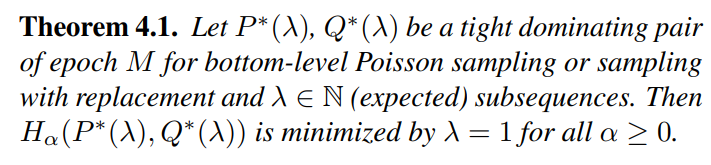 Theorem 4.1. Let P*(λ), Q*(λ) be a tight dominating pair
of epoch M for bottom-level Poisson sampling or sampling
with replacement and λ ∈ ℕ (expected) subsequences. Then
Hα(P*(λ), Q*(λ)) is minimized by λ = 1 for all α ≥ 0.